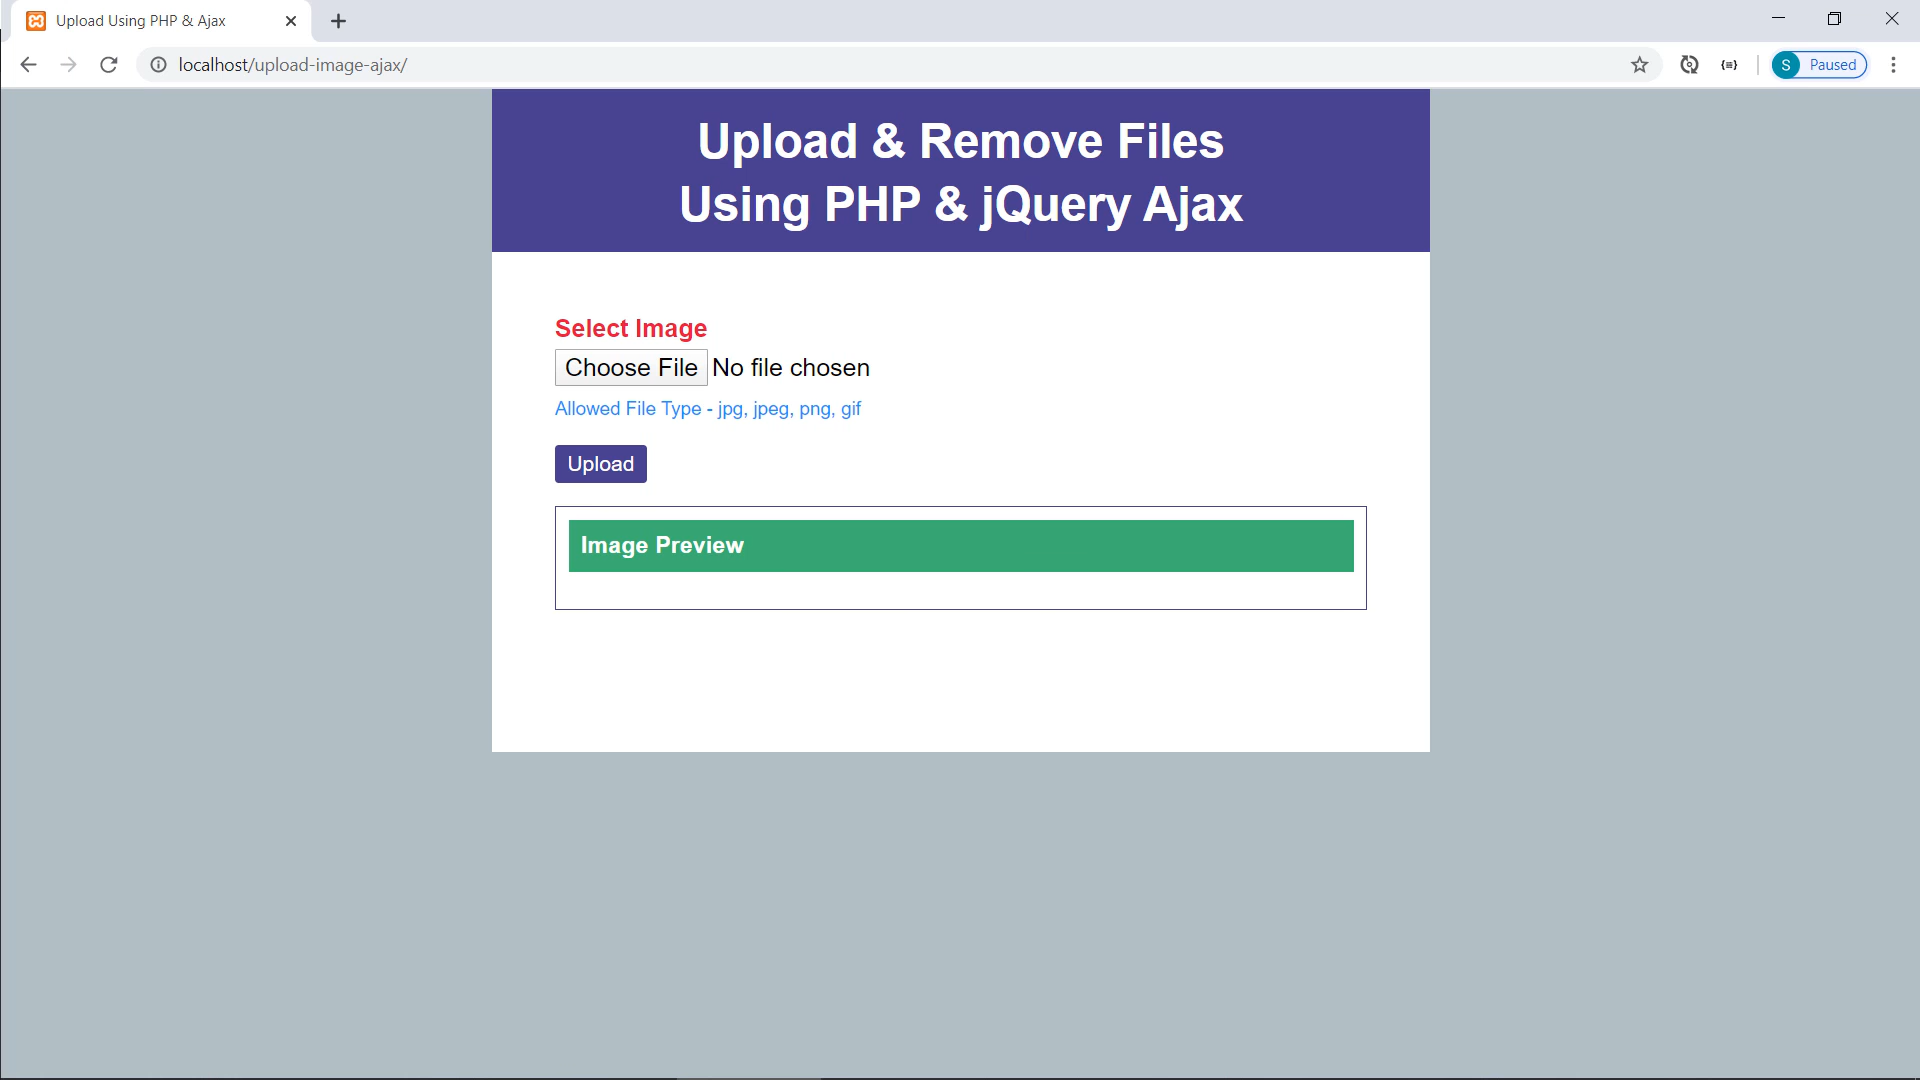 Upload Using PHP & Ajax
localhost/upload-image-ajax/
S Paused
Upload & Remove Files
Using PHP & jQuery Ajax
Select Image
Choose File No file chosen
Allowed File Type - jpg, jpeg, png, gif
Upload
Image Preview